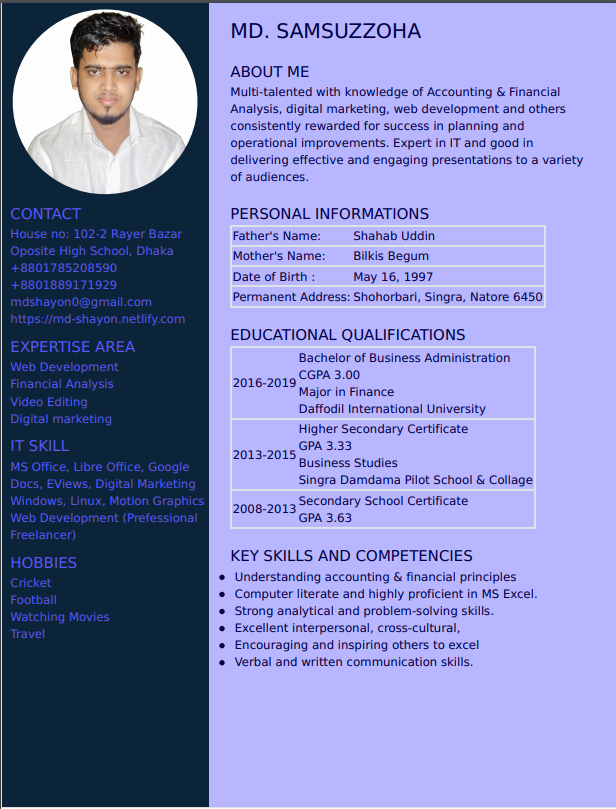 MD. SAMSUZZOHA
ABOUT ME
Multi-talented with knowledge of Accounting & Financial
Analysis, digital marketing, web development and others
consistently rewarded for success in planning and
operational improvements. Expert in IT and good in
delivering effective and engaging presentations to a variety
of audiences.
PERSONAL INFORMATIONS
Father's Name: Shahab Uddin
Mother's Name: Bilkis Begum
Date of Birth : May 16, 1997
Permanent Address: Shohorbari, Singra, Natore 6450
EDUCATIONAL QUALIFICATIONS
2016-2019
Bachelor of Business Administration
CGPA 3.00
Major in Finance
Daffodil International University
2013-2015
Higher Secondary Certificate
GPA 3.33
Business Studies
Singra Damdama Pilot School & Collage
2008-2013
Secondary School Certificate
GPA 3.63
KEY SKILLS AND COMPETENCIES
● Understanding accounting & financial principles
● Computer literate and highly proficient in MS Excel.
● Strong analytical and problem-solving skills.
● Excellent interpersonal, cross-cultural,
● Encouraging and inspiring others to excel
● Verbal and written communication skills.
CONTACT
House no: 102-2 Rayer Bazar
Oposite High School, Dhaka
+8801785208590
+8801889171929
mdshayon0@gmail.com
https://md-shayon.netlify.com
EXPERTISE AREA
Web Development
Financial Analysis
Video Editing
Digital marketing
IT SKILL
MS Office, Libre Office, Google
Docs, EViews, Digital Marketing
Windows, Linux, Motion Graphics
Web Development (Prefessional
Freelancer)
HOBBIES
Cricket
Football
Watching Movies
Travel